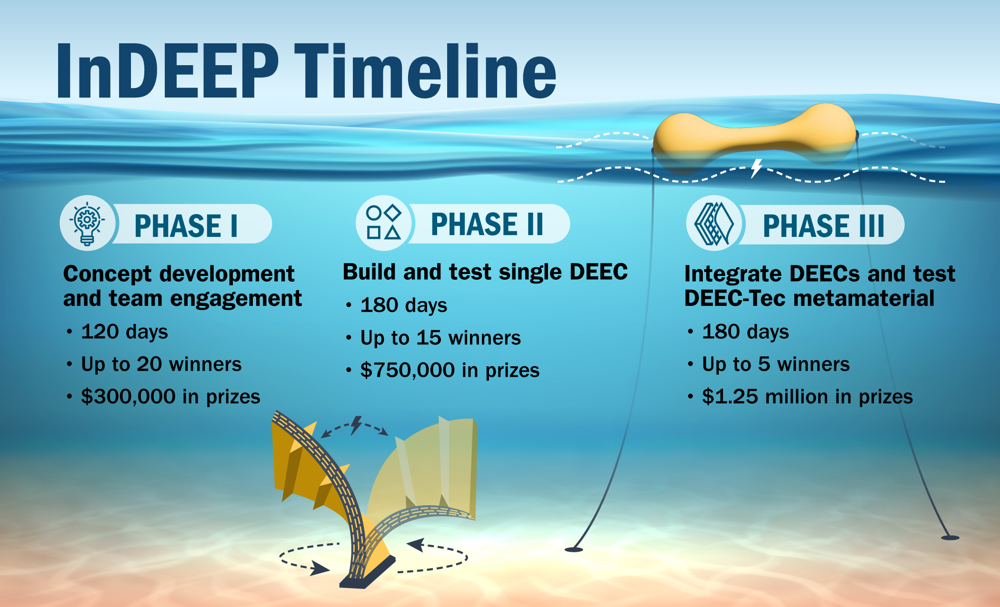 InDEEP Timeline
PHASE I
Concept development
and team engagement
• 120 days
• Up to 20 winners
• $300,000 in prizes
PHASE II
Build and test single DEEC
• 180 days
• Up to 15 winners
• $750,000 in prizes
PHASE III
Integrate DEECs and test
DEEC-Tec metamaterial
• 180 days
• Up to 5 winners
• $1.25 million in prizes